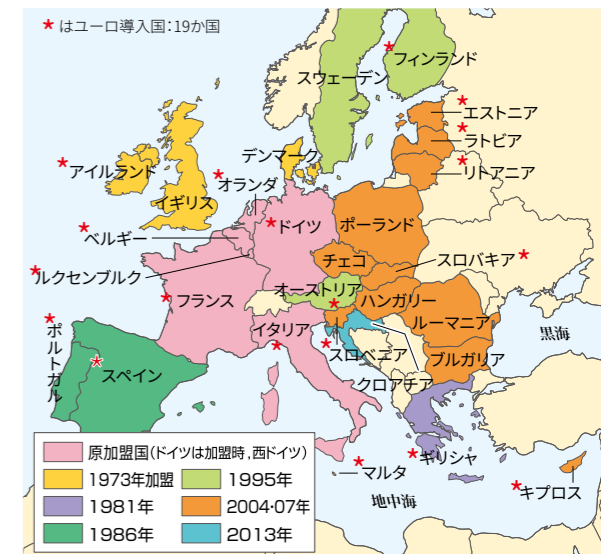 ★はユーロ導入国：19か国
★フィンランド
スウェーデン
★
エストニア
★
ラトビア
★
リトアニア
デンマーク
★
アイルランド
★
オランダ
イギリス
★ドイツ
ポーランド
★
ベルギー
チェコ
スロバキア★
★
ルクセンブルク
オーストリア
★
フランス
★
ハンガリー
ルーマニア
★
ポルトガル
イタリア
★
★
スロベニア
黒海
★
スペイン
ブルガリア
クロアチア
★
ギリシャ
★
マルタ
★
キプロス
地中海
原加盟国(ドイツは加盟時，西ドイツ)
1973年加盟
1995年
1981年
2004・07年
1986年
2013年